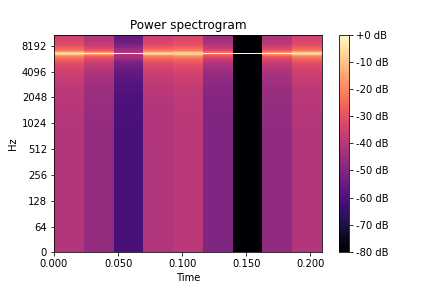 Power spectrogram
Hz
8192
4096
2048
1024
512
256
128
64
0
0.000 0.050 0.100 0.150 0.200
Time
+0 dB
-10 dB
-20 dB
-30 dB
-40 dB
-50 dB
-60 dB
-70 dB
-80 dB